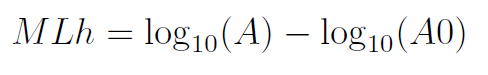 MLh = log₁₀(A) − log₁₀(A0)